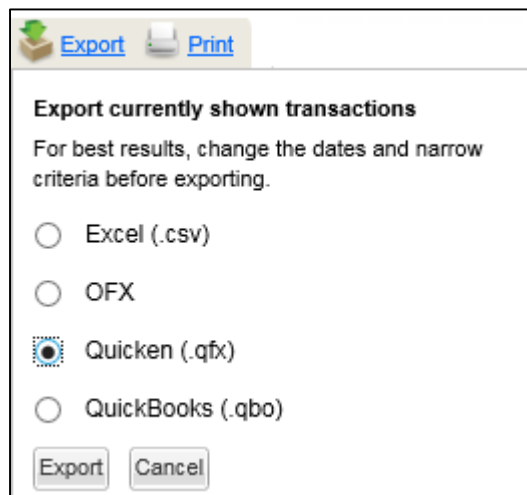 Export Print
Export currently shown transactions
For best results, change the dates and narrow
criteria before exporting.
Excel (.csv)
OFX
Quicken (.qfx)
QuickBooks (.qbo)
Export Cancel